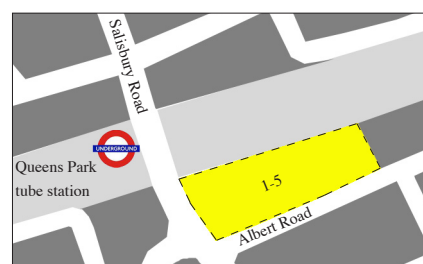 Salisbury Road
UNDERGROUND
Queens Park
tube station
1-5
Albert Road